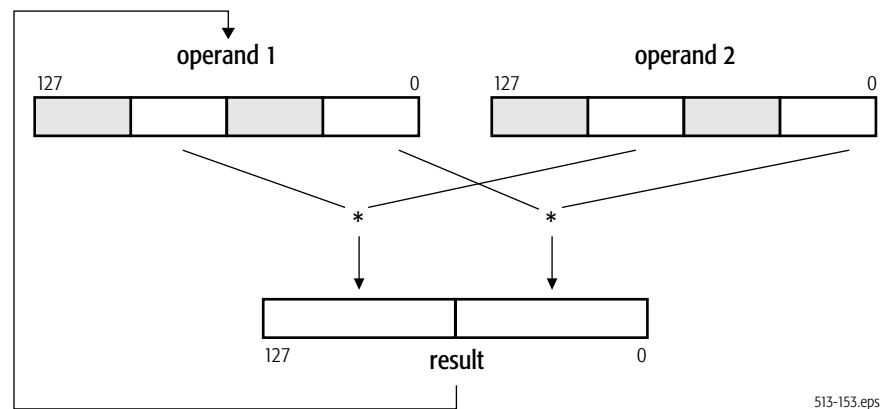 operand 1 operand 2
127 0 127 0
* *
127 result 0
513-153.eps